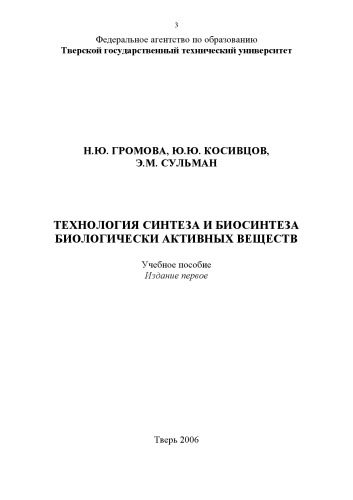 3
Федеральное агентство по образованию
Тверской государственный технический университет
Н.Ю. ГРОМОВА, Ю.Ю. КОСИВЦОВ,
Э.М. СУЛЬМАН
ТЕХНОЛОГИЯ СИНТЕЗА И БИОСИНТЕЗА
БИОЛОГИЧЕСКИ АКТИВНЫХ ВЕЩЕСТВ
Учебное пособие
Издание первое
Тверь 2006